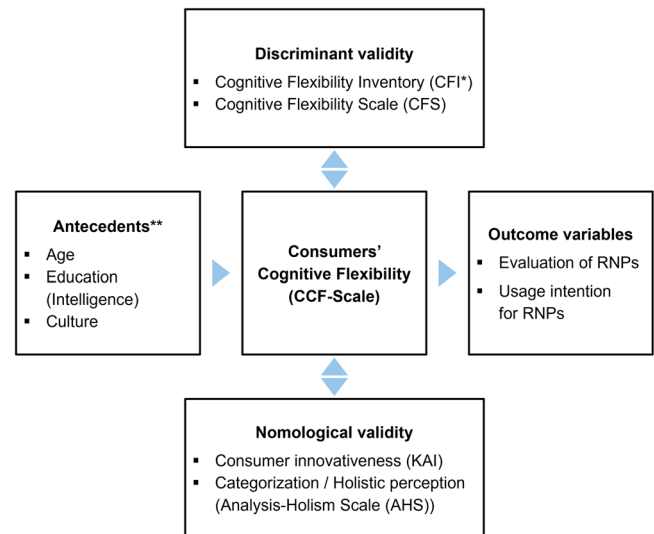 Discriminant validity
▪ Cognitive Flexibility Inventory (CFI*)
▪ Cognitive Flexibility Scale (CFS)
Antecedents**
▪ Age
▪ Education
(Intelligence)
▪ Culture
Consumers’
Cognitive Flexibility
(CCF-Scale)
Outcome variables
▪ Evaluation of RNPs
▪ Usage intention
for RNPs
Nomological validity
▪ Consumer innovativeness (KAI)
▪ Categorization / Holistic perception
(Analysis-Holism Scale (AHS))